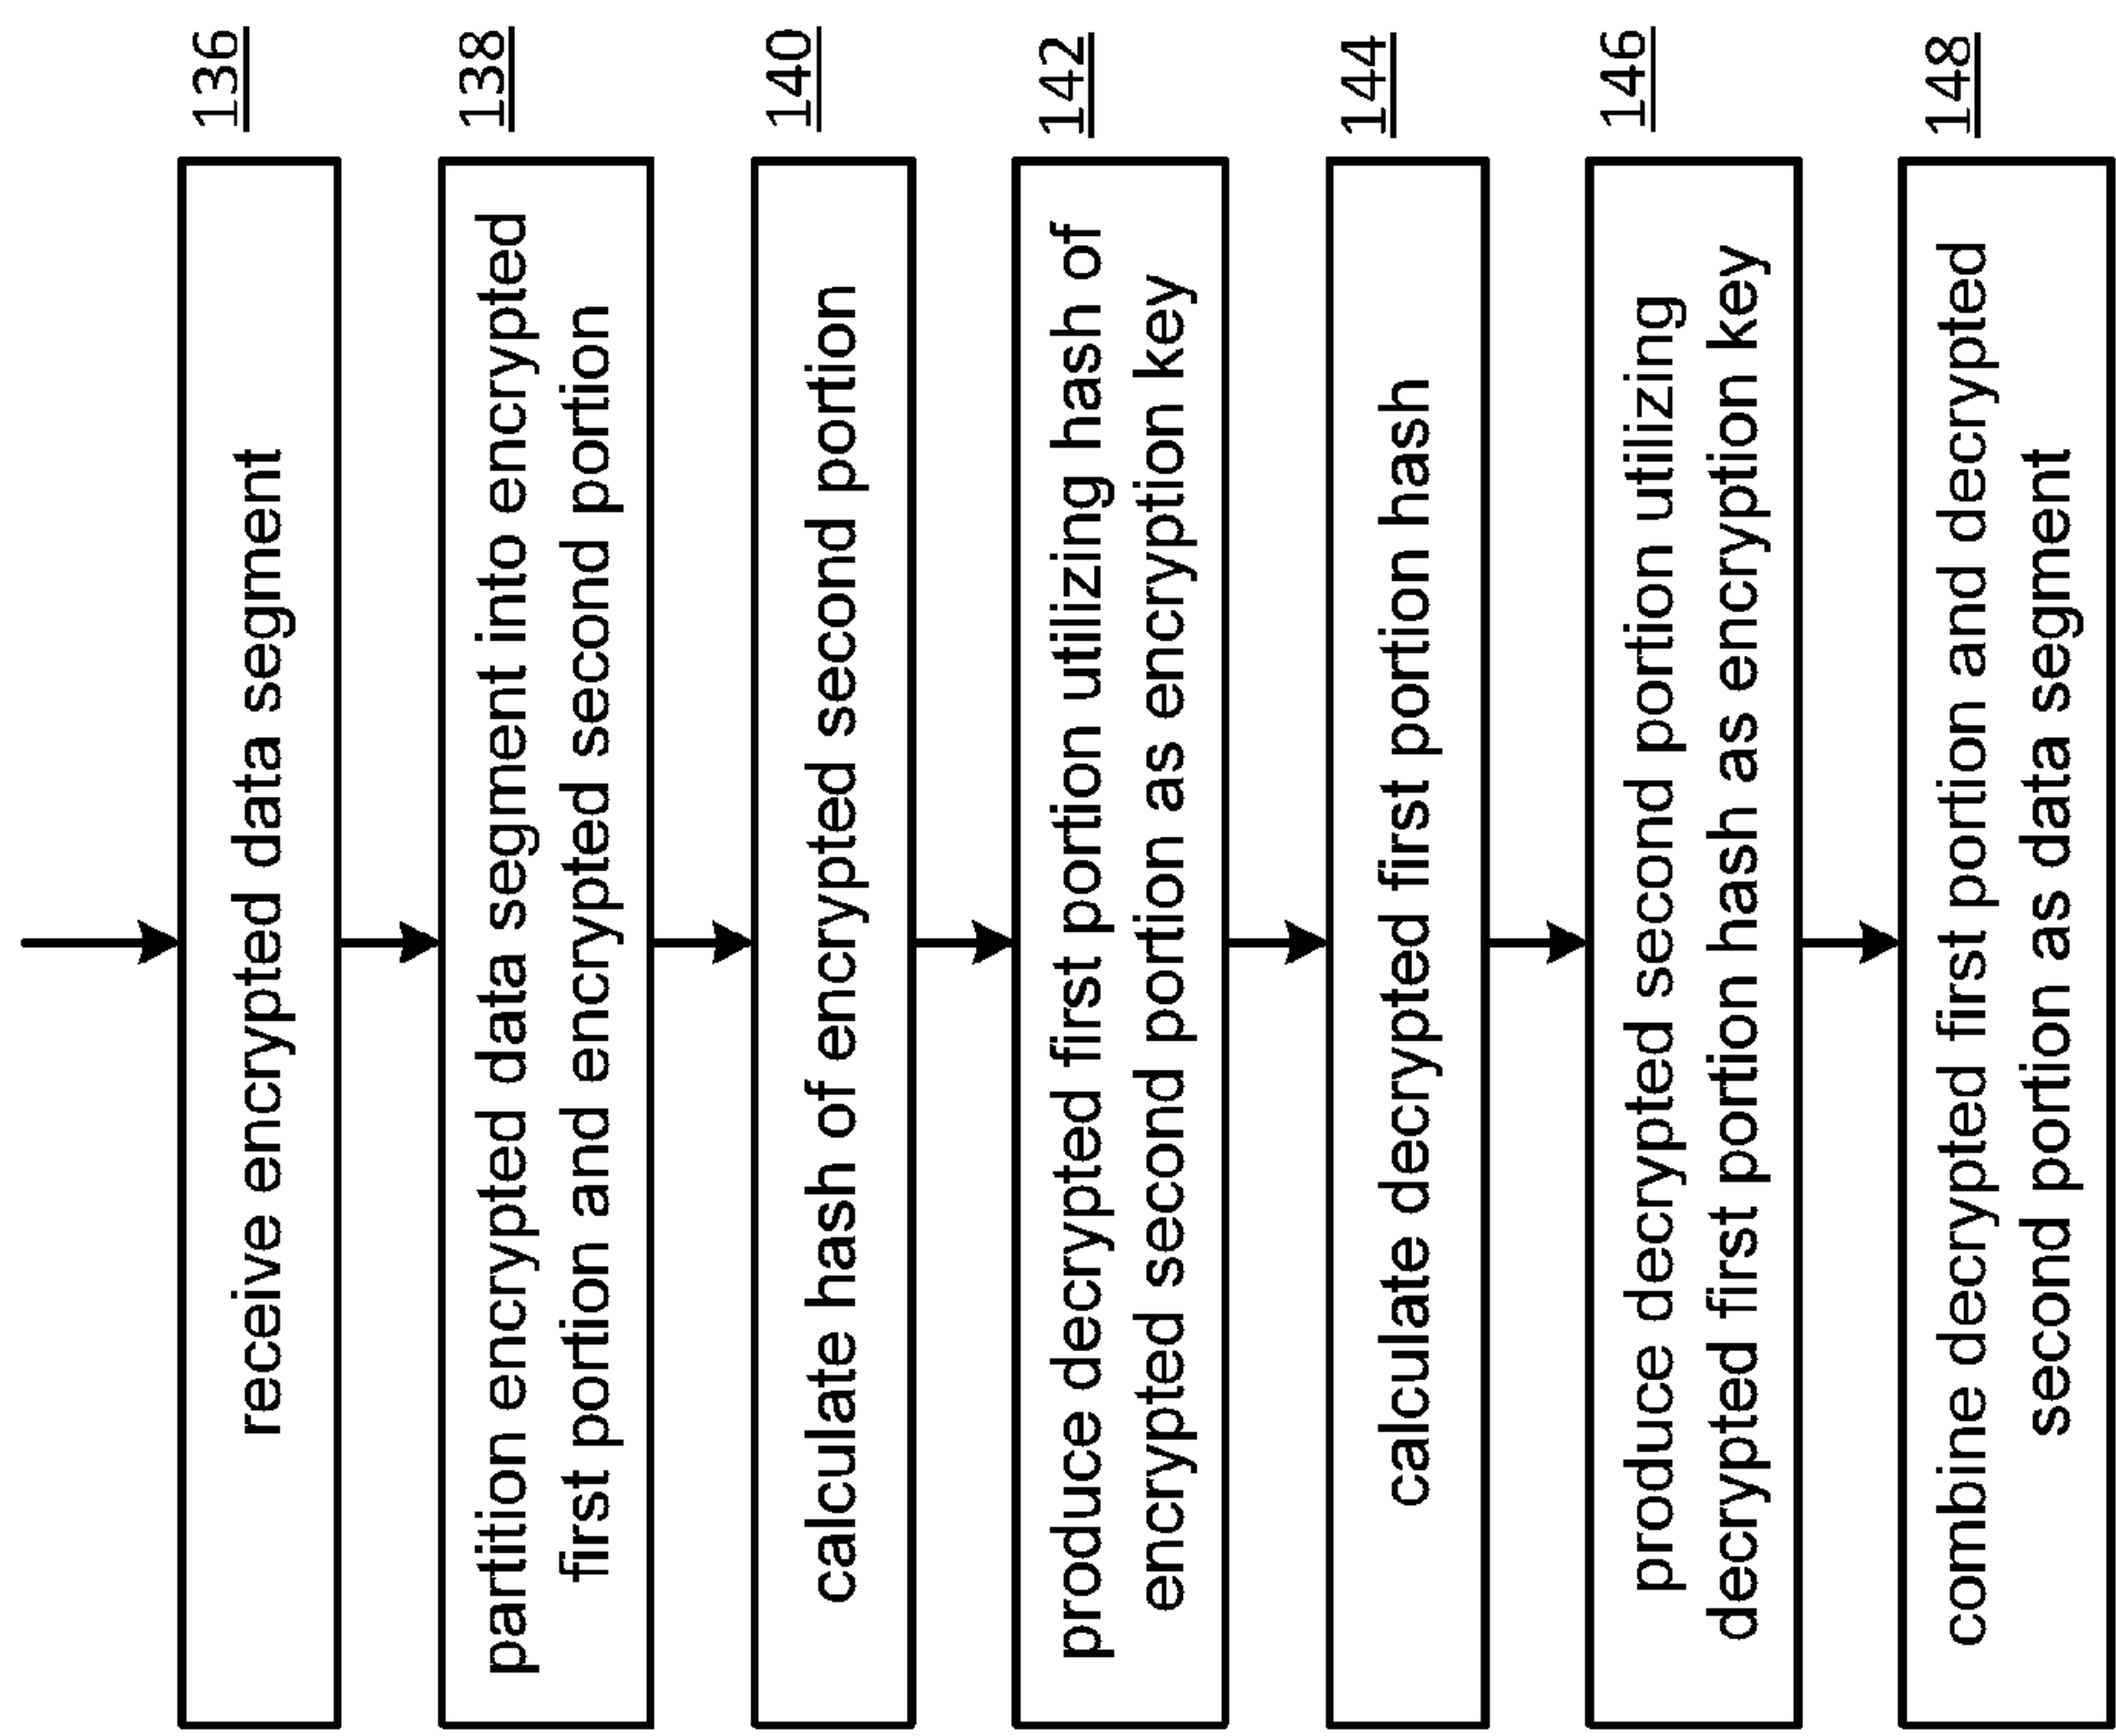 136
receive encrypted data segment
138
partition encrypted data segment into encrypted
first portion and encrypted second portion
140
calculate hash of encrypted second portion
142
produce decrypted first portion utilizing hash of
encrypted second portion as encryption key
144
calculate decrypted first portion hash
146
produce decrypted second portion utilizing
decrypted first portion hash as encryption key
148
combine decrypted first portion and decrypted
second portion as data segment